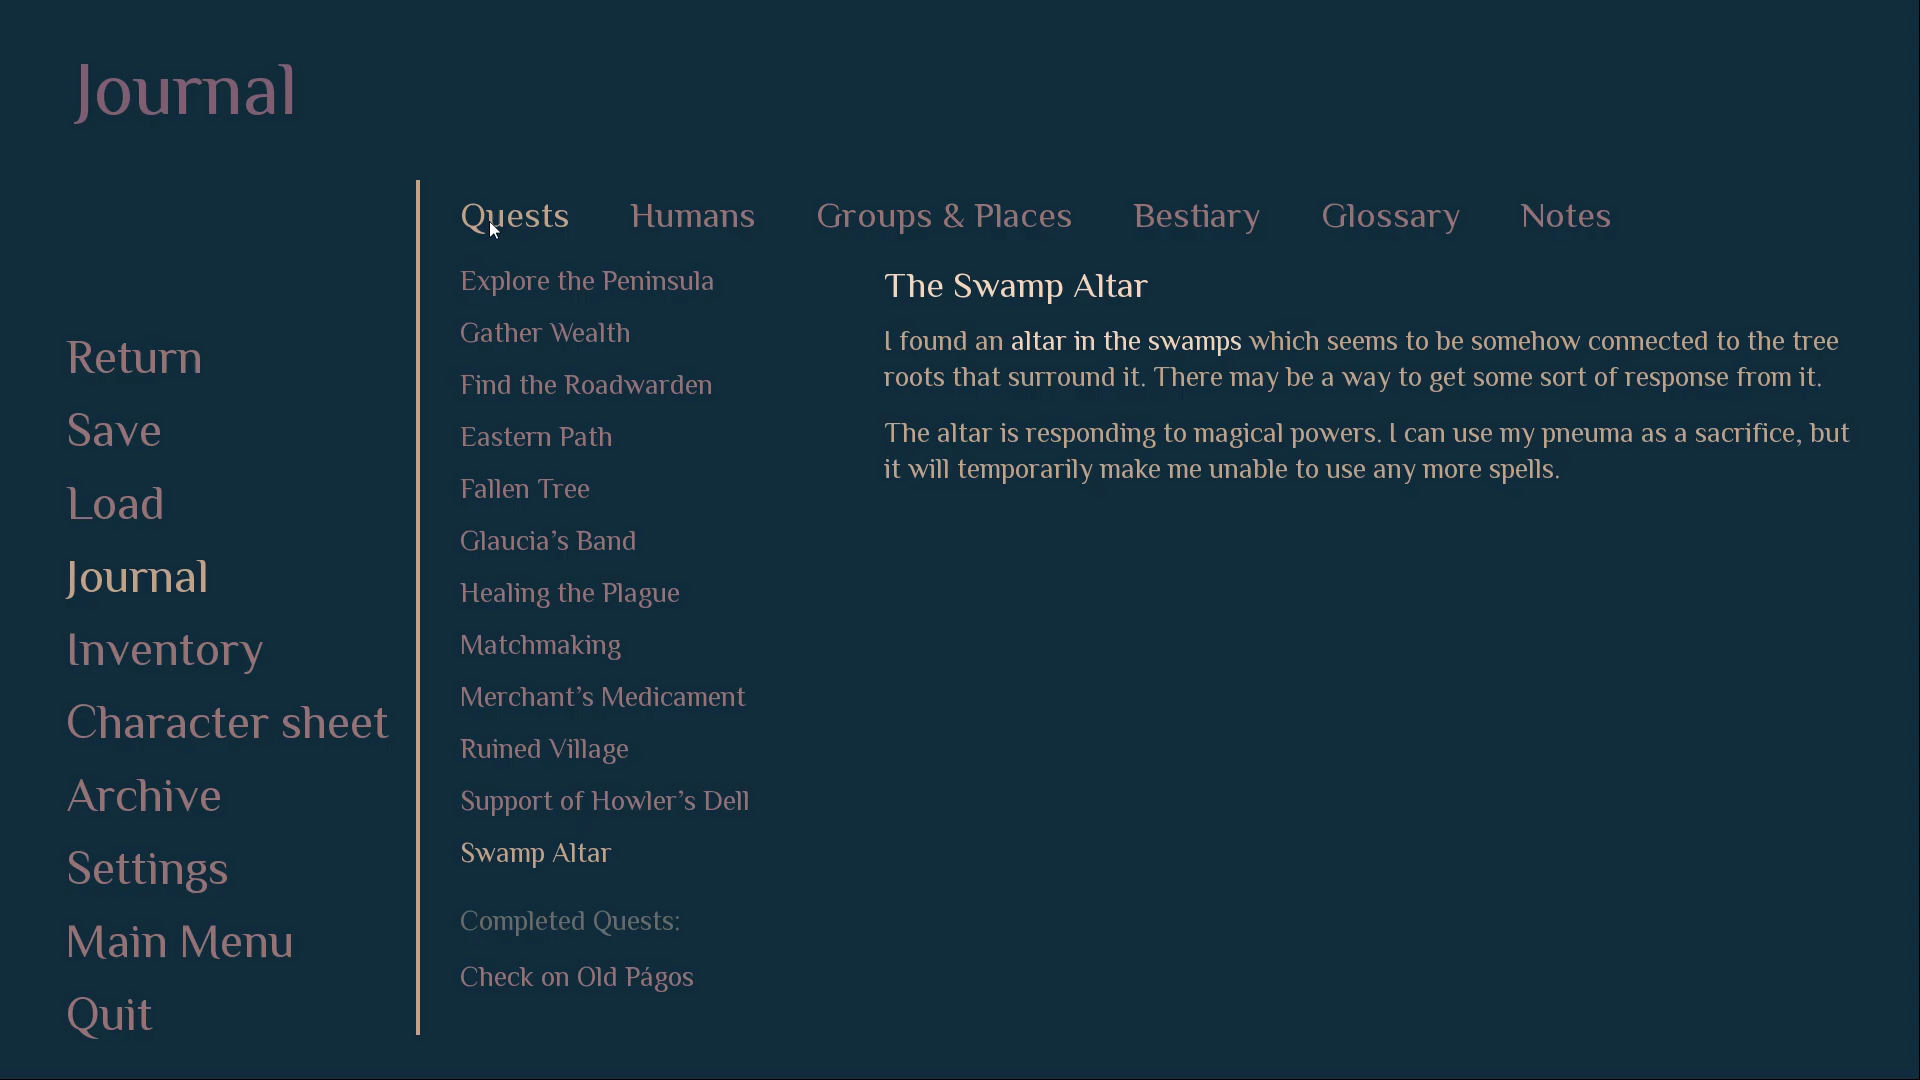 Journal
Return
Save
Load
Journal
Inventory
Character sheet
Archive
Settings
Main Menu
Quit
Quests Humans Groups & Places Bestiary Glossary Notes
Explore the Peninsula
Gather Wealth
Find the Roadwarden
Eastern Path
Fallen Tree
Glaucia’s Band
Healing the Plague
Matchmaking
Merchant’s Medicament
Ruined Village
Support of Howler’s Dell
Swamp Altar
Completed Quests:
Check on Old Págos
The Swamp Altar
I found an altar in the swamps which seems to be somehow connected to the tree
roots that surround it. There may be a way to get some sort of response from it.
The altar is responding to magical powers. I can use my pneuma as a sacrifice, but
it will temporarily make me unable to use any more spells.